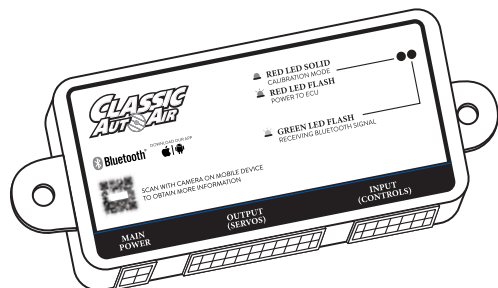 CLASSIC
AUTO AIR
RED LED SOLID
CALIBRATION MODE
RED LED FLASH
POWER TO ECU
GREEN LED FLASH
RECEIVING BLUETOOTH SIGNAL
DOWNLOAD OUR APP
Bluetooth
SCAN WITH CAMERA ON MOBILE DEVICE
TO OBTAIN MORE INFORMATION
MAIN
POWER
OUTPUT
(SERVOS)
INPUT
(CONTROLS)